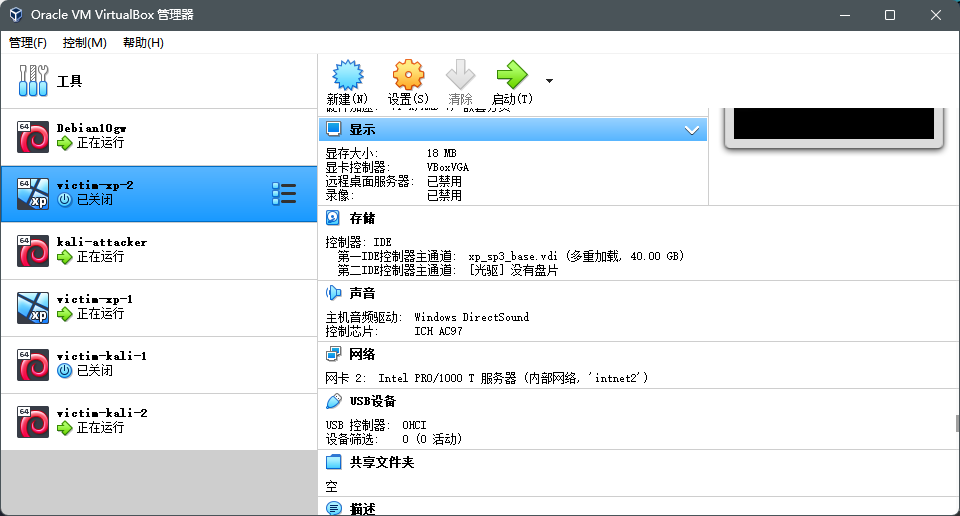 Oracle VM VirtualBox 管理器
管理(F) 控制(M) 帮助(H)
工具
新建(N) 设置(S) 清除 启动(T)
64
Debian10gw
正在运行
64
xp
victim-xp-2
已关闭
64
kali-attacker
正在运行
xp
victim-xp-1
正在运行
64
victim-kali-1
已关闭
64
victim-kali-2
正在运行
显示
显存大小: 18 MB
显卡控制器: VBoxVGA
远程桌面服务器: 已禁用
录像: 已禁用
存储
控制器: IDE
第一IDE控制器主通道: xp_sp3_base.vdi (多重加载, 40.00 GB)
第二IDE控制器主通道: [光驱] 没有盘片
声音
主机音频驱动: Windows DirectSound
控制芯片: ICH AC97
网络
网卡 2: Intel PRO/1000 T 服务器 (内部网络, 'intnet2')
USB设备
USB 控制器: OHCI
设备筛选: 0 (0 活动)
共享文件夹
空
描述